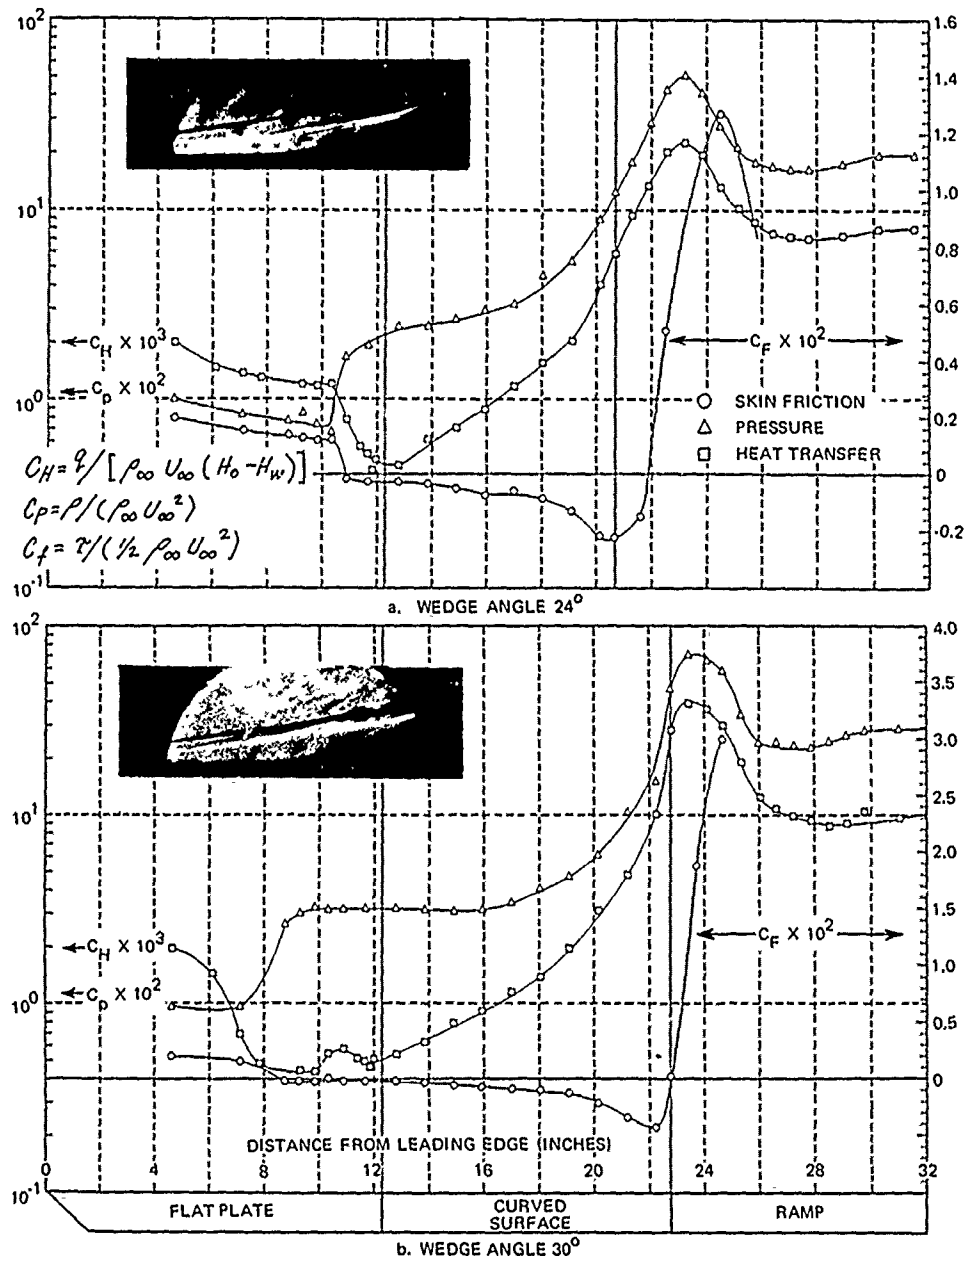 10²
10¹
10⁰
10⁻¹
1.6
1.4
1.2
1.0
0.8
0.6
0.4
0.2
0
-0.2
C_H X 10³
C_p X 10²
C_F X 10²
SKIN FRICTION
PRESSURE
HEAT TRANSFER
C_H = q/[ρ∞ U∞ (H₀-H_w)]
C_P = P/(ρ∞ U∞²)
C_f = τ/(1/2 ρ∞ U∞²)
a. WEDGE ANGLE 24⁰
10²
10¹
10⁰
10⁻¹
4.0
3.5
3.0
2.5
2.0
1.5
1.0
0.5
0
C_H X 10³
C_p X 10²
C_F X 10²
DISTANCE FROM LEADING EDGE (INCHES)
0 4 8 12 16 20 24 28 32
FLAT PLATE
CURVED
SURFACE
RAMP
b. WEDGE ANGLE 30⁰